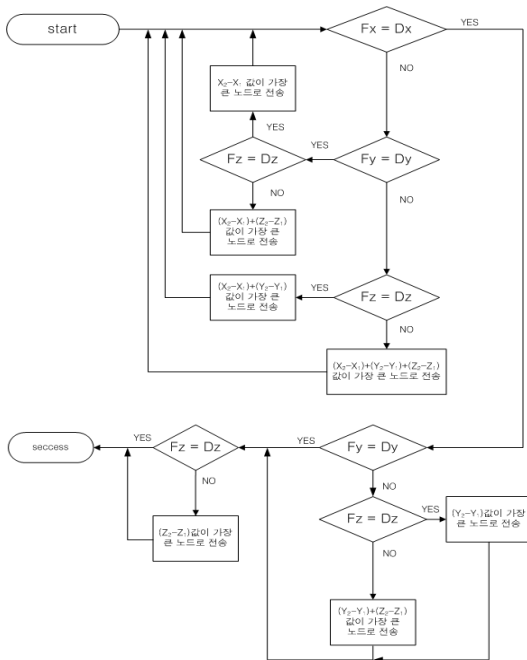 start
Fx = Dx
YES
NO
X₂-X₁ 값이 가장
큰 노드로 전송
YES
Fz = Dz
YES
Fy = Dy
NO
NO
(X₂-X₁)+(Z₂-Z₁)
값이 가장 큰
노드로 전송
(X₂-X₁)+(Y₂-Y₁)
값이 가장 큰
노드로 전송
YES
Fz = Dz
NO
(X₂-X₁)+(Y₂-Y₁)+(Z₂-Z₁)
값이 가장 큰 노드로 전송
seccess
YES
Fz = Dz
YES
Fy = Dy
NO
NO
(Z₂-Z₁)값이 가장
큰 노드로 전송
Fz = Dz
YES
(Y₂-Y₁)값이 가장
큰 노드로 전송
NO
(Y₂-Y₁)+(Z₂-Z₁)
값이 가장 큰
노드로 전송